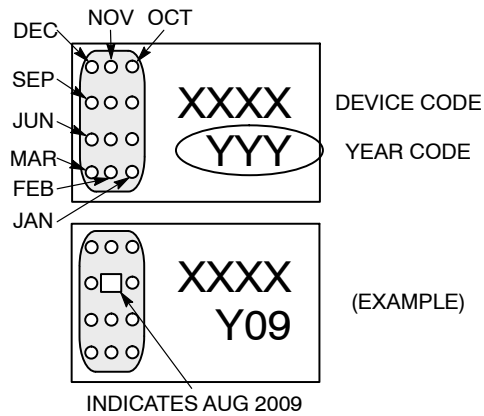 DEC NOV OCT
SEP
JUN
MAR
FEB
JAN
XXXX
YYY
DEVICE CODE
YEAR CODE
XXXX
Y09
(EXAMPLE)
INDICATES AUG 2009